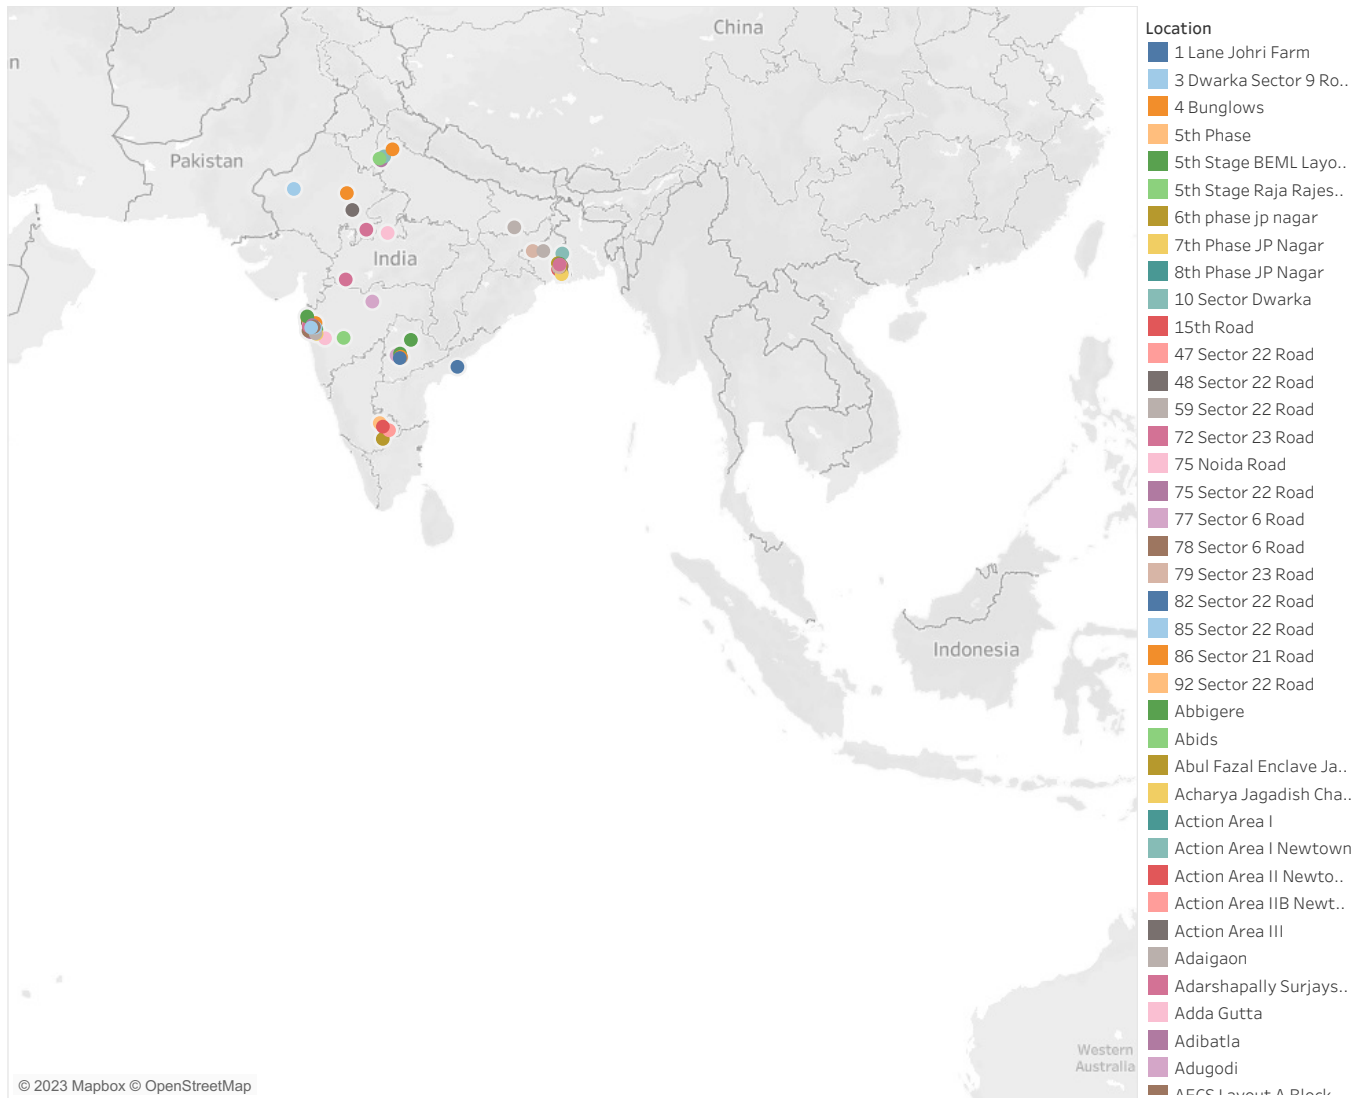 China
n
Pakistan
India
Indonesia
Western
Australia
© 2023 Mapbox © OpenStreetMap
Location
1 Lane Johri Farm
3 Dwarka Sector 9 Ro..
4 Bunglows
5th Phase
5th Stage BEML Layo..
5th Stage Raja Rajes..
6th phase jp nagar
7th Phase JP Nagar
8th Phase JP Nagar
10 Sector Dwarka
15th Road
47 Sector 22 Road
48 Sector 22 Road
59 Sector 22 Road
72 Sector 23 Road
75 Noida Road
75 Sector 22 Road
77 Sector 6 Road
78 Sector 6 Road
79 Sector 23 Road
82 Sector 22 Road
85 Sector 22 Road
86 Sector 21 Road
92 Sector 22 Road
Abbigere
Abids
Abul Fazal Enclave Ja..
Acharya Jagadish Cha..
Action Area I
Action Area I Newtown
Action Area II Newto..
Action Area IIB Newt..
Action Area III
Adaigaon
Adarshapally Surjays..
Adda Gutta
Adibatla
Adugodi
AECS Layout A Block